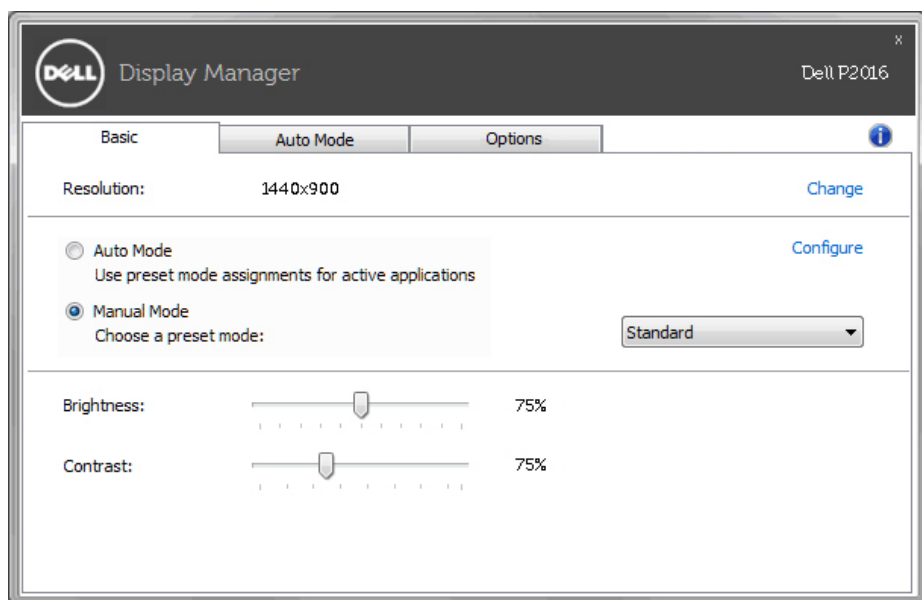 x
DELL Display Manager Dell P2016
Basic Auto Mode Options
Resolution: 1440x900 Change
Auto Mode Configure
Use preset mode assignments for active applications
Manual Mode
Choose a preset mode: Standard
Brightness: 75%
Contrast: 75%